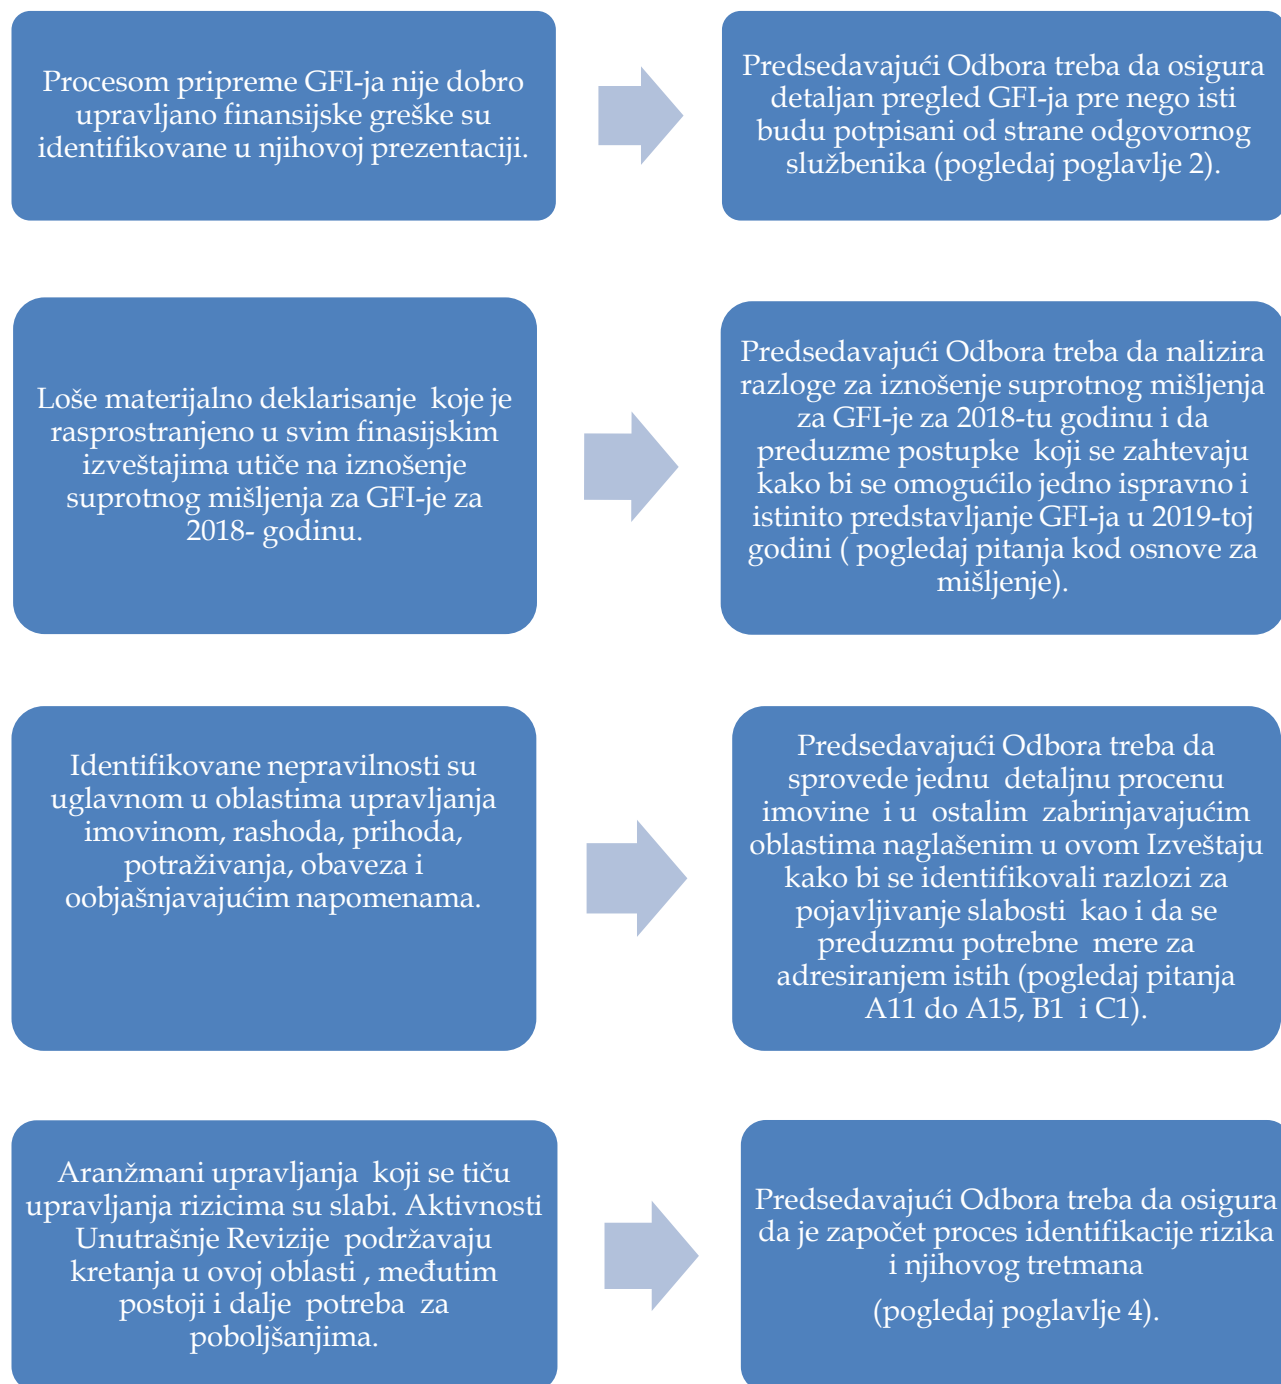 Procesom pripreme GFI-ja nije dobro
upravljano finansijske greške su
identifikovane u njihovoj prezentaciji.
Predsedavajući Odbora treba da osigura
detaljan pregled GFI-ja pre nego isti
budu potpisani od strane odgovornog
službenika (pogledaj poglavlje 2).
Loše materijalno deklarisanje koje je
rasprostranjeno u svim finasijskim
izveštajima utiče na iznošenje
suprotnog mišljenja za GFI-je za
2018- godinu.
Predsedavajući Odbora treba da nalizira
razloge za iznošenje suprotnog mišljenja
za GFI-je za 2018-tu godinu i da
preduzme postupke koji se zahtevaju
kako bi se omogućilo jedno ispravno i
istinito predstavljanje GFI-ja u 2019-toj
godini ( pogledaj pitanja kod osnove za
mišljenje).
Identifikovane nepravilnosti su
uglavnom u oblastima upravljanja
imovinom, rashoda, prihoda,
potraživanja, obaveza i
oobjašnjavajućim napomenama.
Predsedavajući Odbora treba da
sprovede jednu detaljnu procenu
imovine i u ostalim zabrinjavajućim
oblastima naglašenim u ovom Izveštaju
kako bi se identifikovali razlozi za
pojavljivanje slabosti kao i da se
preduzmu potrebne mere za
adresiranjem istih (pogledaj pitanja
A11 do A15, B1 i C1).
Aranžmani upravljanja koji se tiču
upravljanja rizicima su slabi. Aktivnosti
Unutrašnje Revizije podržavaju
kretanja u ovoj oblasti , međutim
postoji i dalje potreba za
poboljšanjima.
Predsedavajući Odbora treba da osigura
da je započet proces identifikacije rizika
i njihovog tretmana
(pogledaj poglavlje 4).